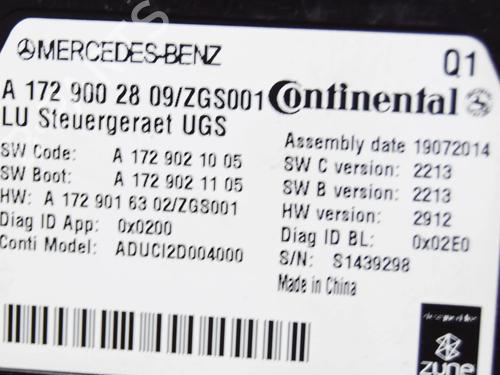 MERCEDES-BENZ
Q1
A 172 900 28 09/ZGS001
Continental
LU Steuergeraet UGS
Assembly date 19072014
SW Code: A 172 902 10 05
SW C version: 2213
SW Boot: A 172 902 11 05
SW B version: 2213
HW: A 172 901 63 02/ZGS001
HW version: 2912
Diag ID App: 0x0200
Diag ID BL: 0x02E0
Conti Model: ADUCI2D004000
S/N: S1439298
Made in China
designed for
zune